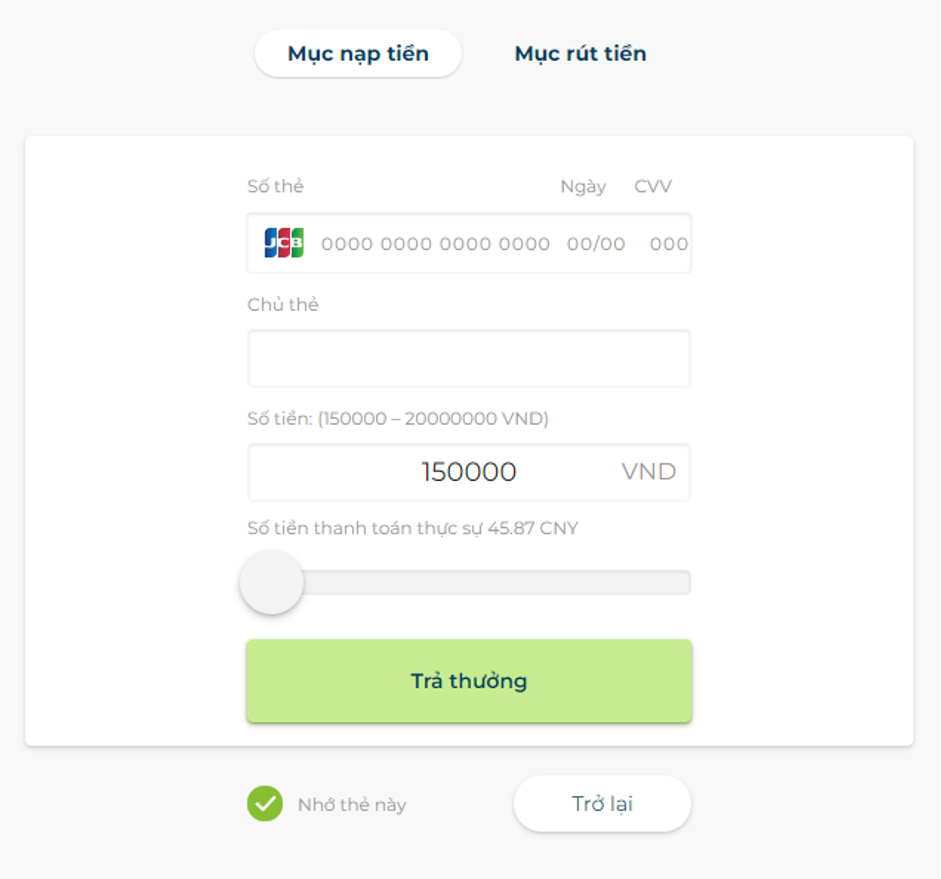 Mục nạp tiền Mục rút tiền
Số thẻ Ngày CVV
JCB 0000 0000 0000 0000 00/00 000
Chủ thẻ
Số tiền: (150000 – 20000000 VND)
150000 VND
Số tiền thanh toán thực sự 45.87 CNY
Trả thưởng
Nhớ thẻ này Trở lại